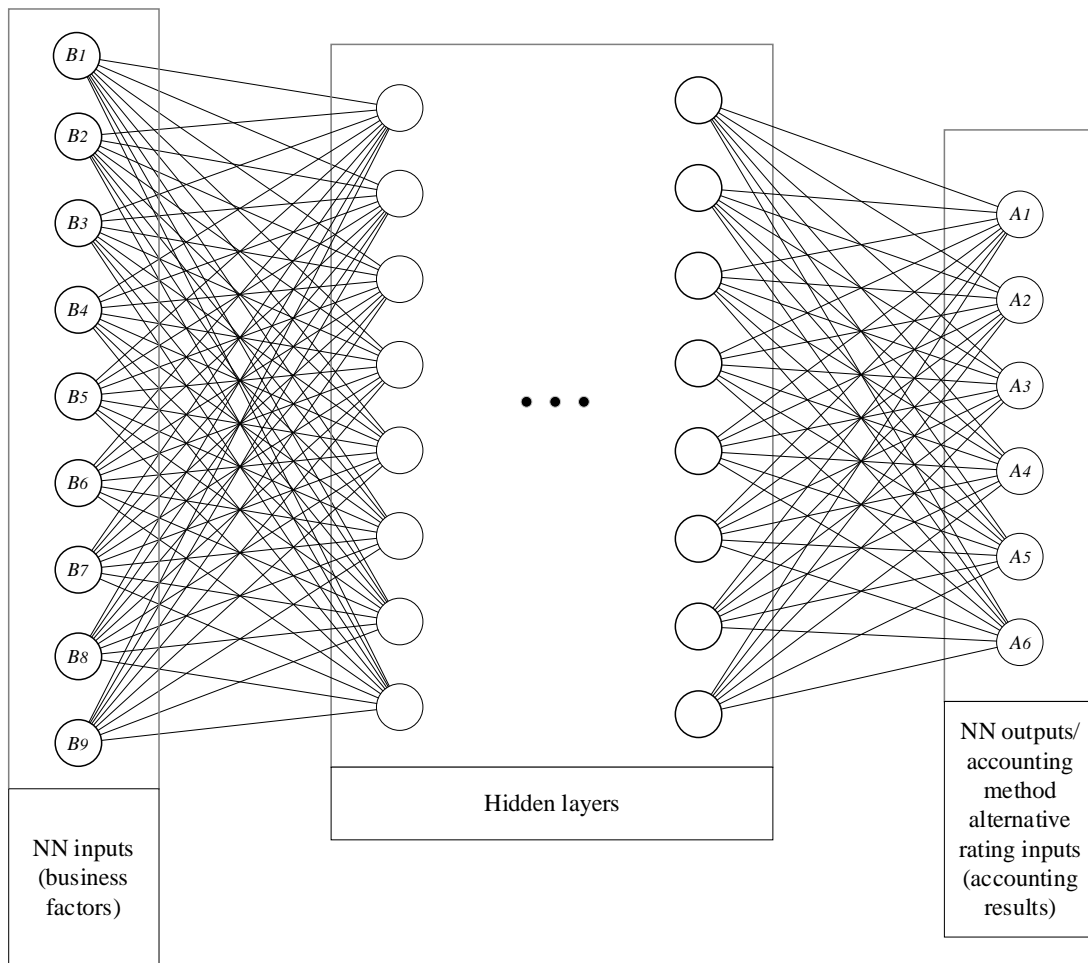 B1
B2
B3
B4
B5
B6
B7
B8
B9
NN inputs
(business
factors)
Hidden layers
A1
A2
A3
A4
A5
A6
NN outputs/
accounting
method
alternative
rating inputs
(accounting
results)